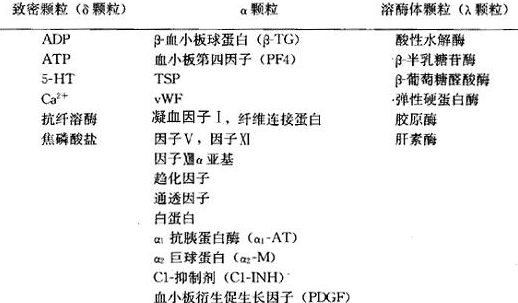 致密颗粒（δ颗粒） α颗粒 溶酶体颗粒（λ颗粒）
ADP β-血小板球蛋白（β-TG） 酸性水解酶
ATP 血小板第四因子（PF4） β-半乳糖苷酶
5-HT TSP β-葡萄糖醛酸酶
Ca²⁺ vWF 弹性硬蛋白酶
抗纤溶酶 凝血因子Ⅰ，纤维连接蛋白 胶原酶
焦磷酸盐 因子Ⅴ，因子Ⅺ 肝素酶
因子ⅩⅢα亚基
趋化因子
通透因子
白蛋白
α₁抗胰蛋白酶（α₁-AT）
α₂巨球蛋白（α₂-M）
C1-抑制剂（C1-INH）
血小板衍生促生长因子（PDGF）